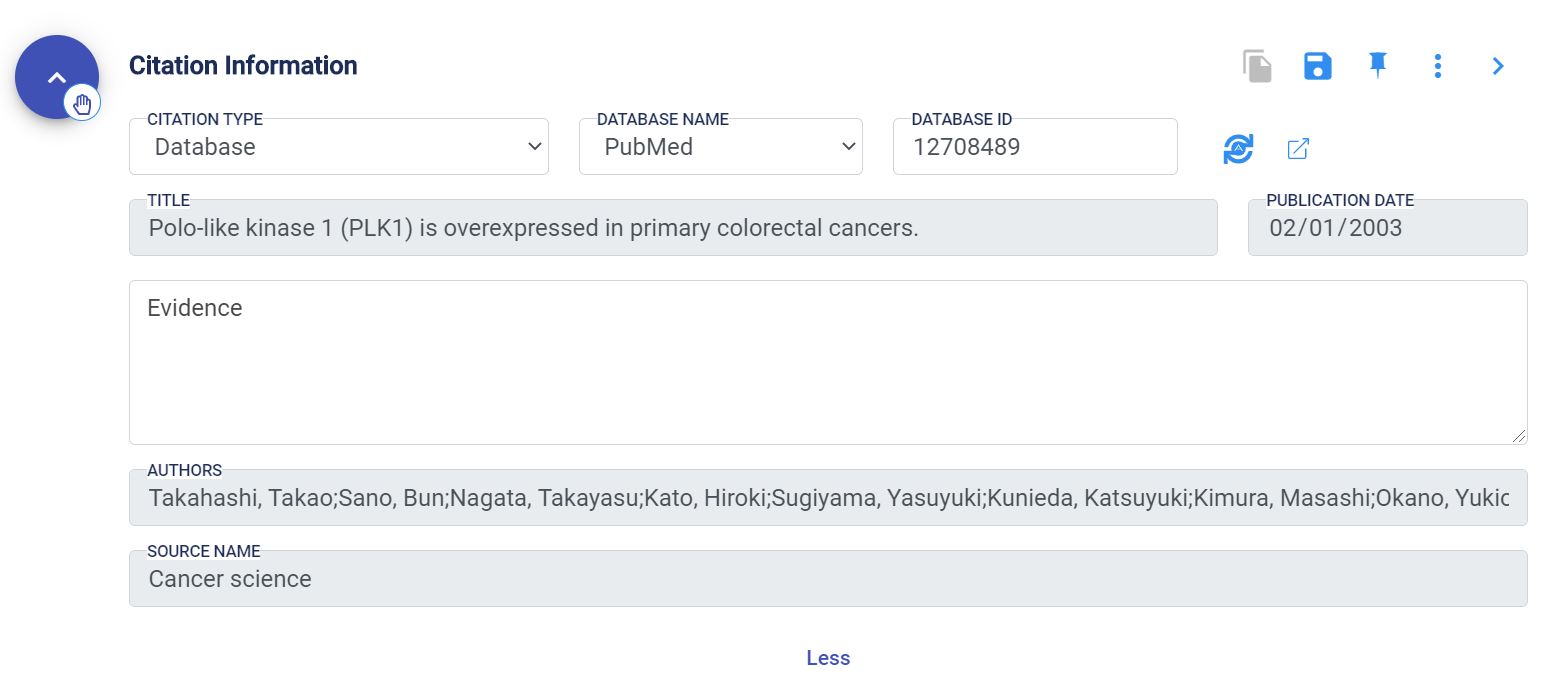 Citation Information
CITATION TYPE
Database
DATABASE NAME
PubMed
DATABASE ID
12708489
TITLE
Polo-like kinase 1 (PLK1) is overexpressed in primary colorectal cancers.
PUBLICATION DATE
02/01/2003
Evidence
AUTHORS
Takahashi, Takao;Sano, Bun;Nagata, Takayasu;Kato, Hiroki;Sugiyama, Yasuyuki;Kunieda, Katsuyuki;Kimura, Masashi;Okano,
SOURCE NAME
Cancer science
Less